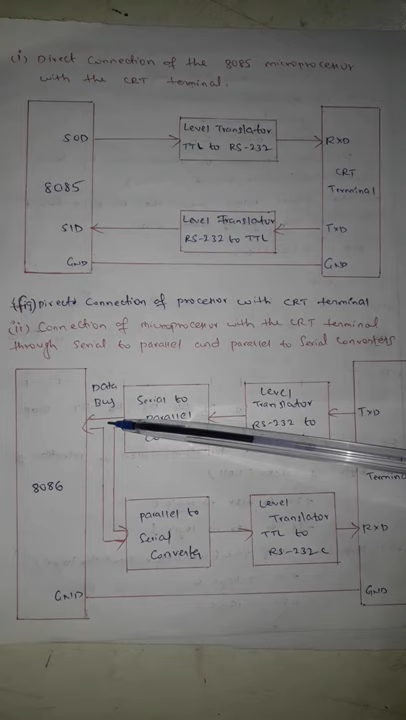 (i) Direct Connection of the 8085 microprocessor
with the CRT terminal.
8085
SOD
SID
GND
Level Translator
TTL to RS-232
Level Translator
RS-232 to TTL
RXD
CRT
Terminal
TXD
GND
(fig) Direct Connection of processor with CRT terminal
(ii) Connection of microprocessor with the CRT terminal
through Serial to parallel and parallel to Serial Converters
8086
GND
Data
Bus
Serial to
parallel
Co
Level
Translator
RS-232 to
TXD
Terminal
RXD
GND
parallel to
Serial
Converter
Level
Translator
TTL to
RS-232C